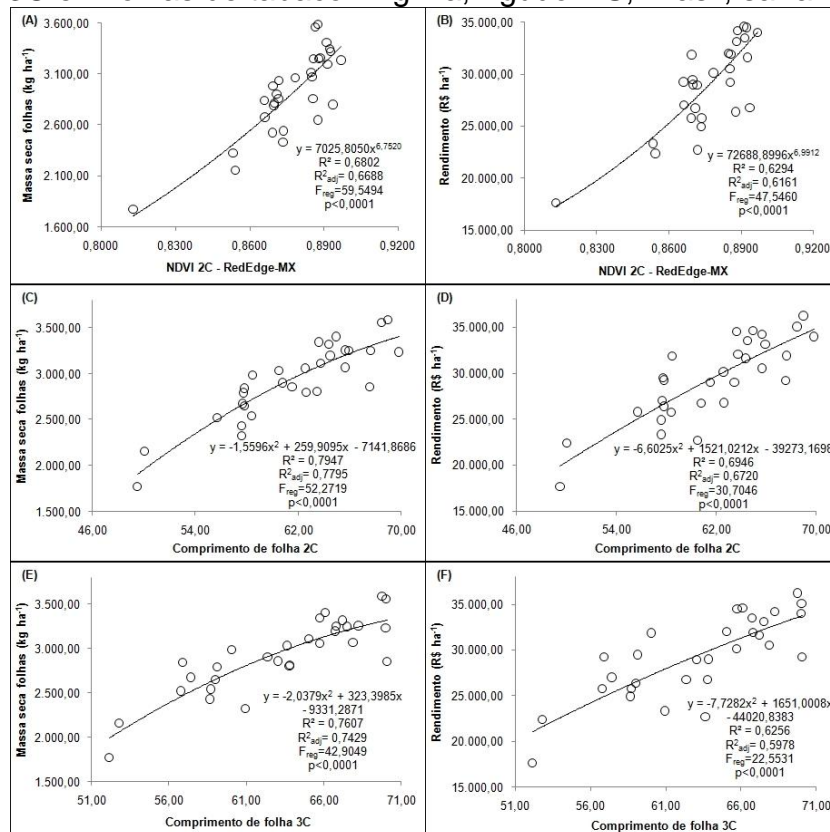 (A)
Massa seca folhas (kg ha⁻¹)
3.600,00
3.100,00
2.600,00
2.100,00
1.600,00
y = 7025,8050x^6,7520
R² = 0,6802
R²adj= 0,6688
Freg=59,5494
p<0,0001
0,8000 0,8300 0,8600 0,8900 0,9200
NDVI 2C - RedEdge-MX
(B)
Rendimento (R$ ha⁻¹)
35.000,00
30.000,00
25.000,00
20.000,00
15.000,00
y = 72688,8996x^6,9912
R² = 0,6294
R²adj= 0,6161
Freg=47,5460
p<0,0001
0,8000 0,8300 0,8600 0,8900 0,9200
NDVI 2C - RedEdge-MX
(C)
Massa seca folhas (kg ha⁻¹)
3.500,00
3.000,00
2.500,00
2.000,00
1.500,00
y = -1,5596x² + 259,9095x - 7141,8686
R² = 0,7947
R²adj= 0,7795
Freg=52,2719
p<0,0001
46,00 54,00 62,00 70,00
Comprimento de folha 2C
(D)
Rendimento (R$ ha⁻¹)
35.000,00
30.000,00
25.000,00
20.000,00
15.000,00
y = -6,6025x² + 1521,0212x - 39273,1698
R² = 0,6946
R²adj= 0,6720
Freg=30,7046
p<0,0001
46,00 54,00 62,00 70,00
Comprimento de folha 2C
(E)
Massa seca folhas (kg ha⁻¹)
3.500,00
3.000,00
2.500,00
2.000,00
1.500,00
y = -2,0379x² + 323,3985x
- 9331,2871
R² = 0,7607
R²adj= 0,7429
Freg=42,9049
p<0,0001
51,00 56,00 61,00 66,00 71,00
Comprimento de folha 3C
(F)
Rendimento (R$ ha⁻¹)
35.000,00
30.000,00
25.000,00
20.000,00
15.000,00
y = -7,7282x² + 1651,0008x
- 44020,8383
R² = 0,6256
R²adj= 0,5978
Freg=22,5531
p<0,0001
51,00 56,00 61,00 66,00 71,00
Comprimento de folha 3C